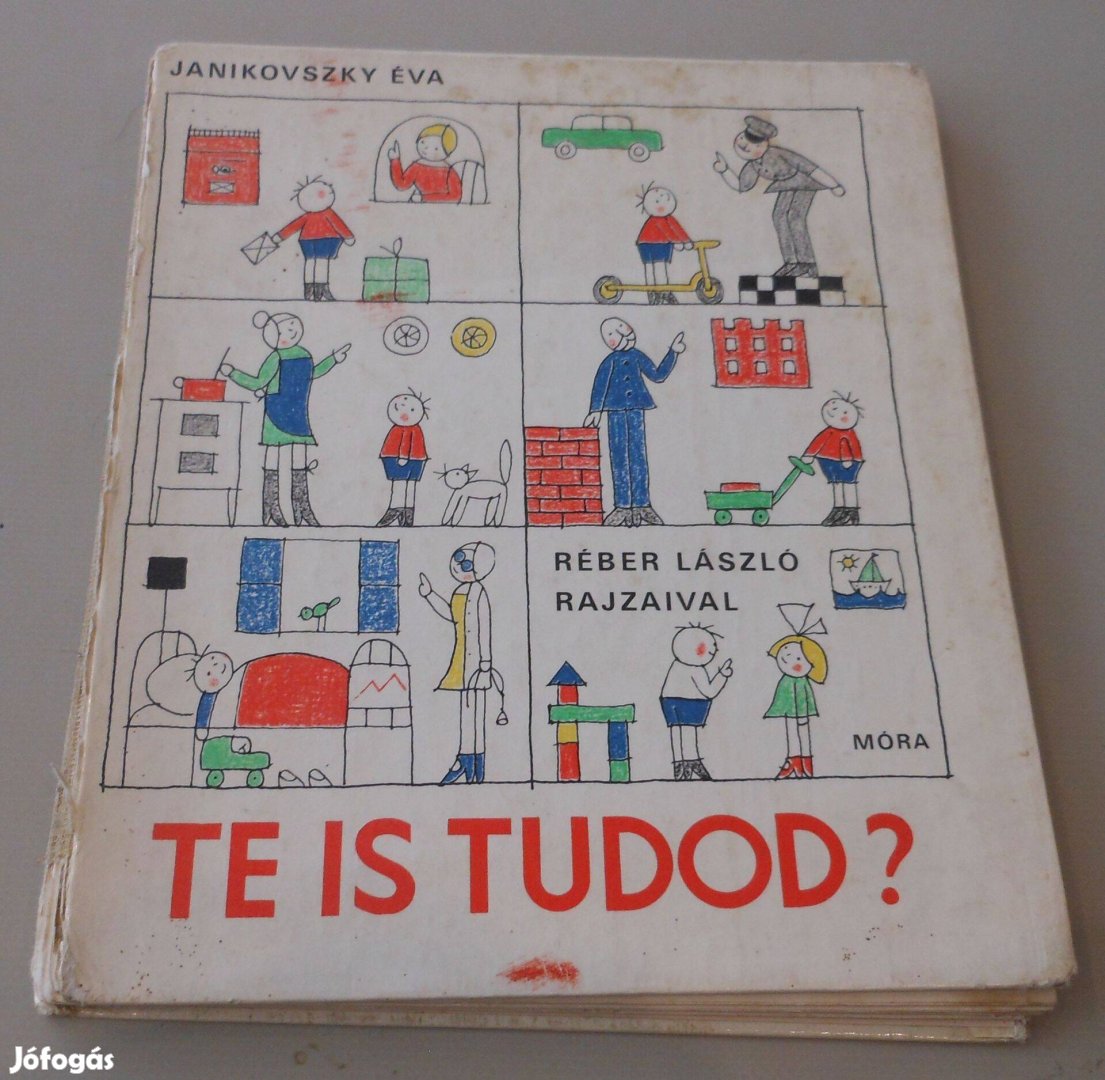 JANIKOVSZKY ÉVA
RÉBER LÁSZLÓ
RAJZAIVAL
MÓRA
TE IS TUDOD?
Jófogás